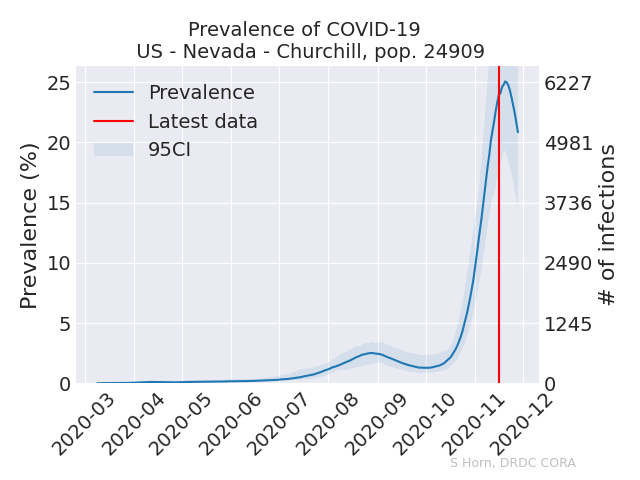 Prevalence of COVID-19
US - Nevada - Churchill, pop. 24909
Prevalence (%)
25
20
15
10
5
0
Prevalence
Latest data
95CI
6227
4981
3736
2490
1245
0
# of infections
2020-03
2020-04
2020-05
2020-06
2020-07
2020-08
2020-09
2020-10
2020-11
2020-12
S Horn, DRDC CORA